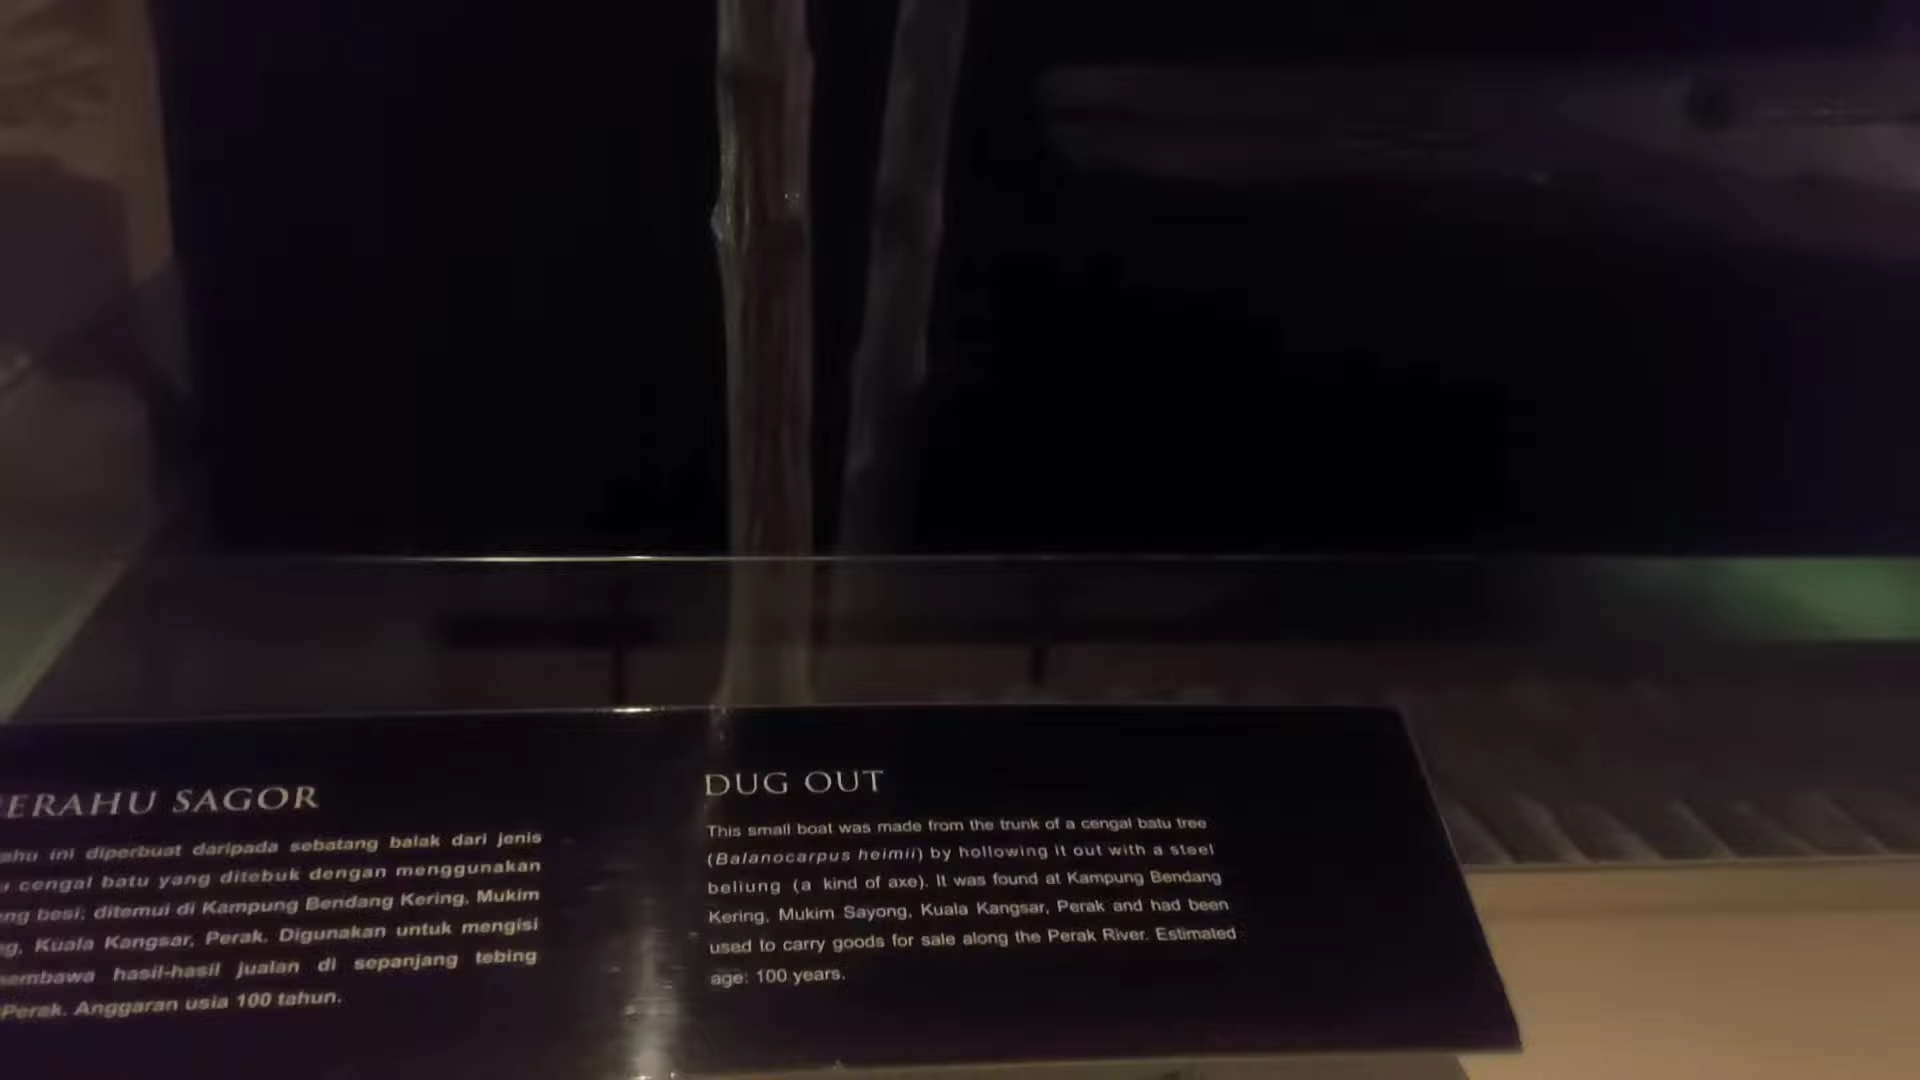 ERAHU SAGOR
ini diperbuat daripada sebatang balak dari jenis
cengal batu yang ditebuk dengan menggunakan
besi; ditemui di Kampung Bendang Kering, Mukim
Kuala Kangsar, Perak. Digunakan untuk mengisi
hasil-hasil jualan di sepanjang tebing
Perak. Anggaran usia 100 tahun.
DUG OUT
This small boat was made from the trunk of a cengal batu tree
(Balanocarpus heimii) by hollowing it out with a steel
beliung (a kind of axe). It was found at Kampung Bendang
Kering, Mukim Sayong, Kuala Kangsar, Perak and had been
used to carry goods for sale along the Perak River. Estimated
age: 100 years.